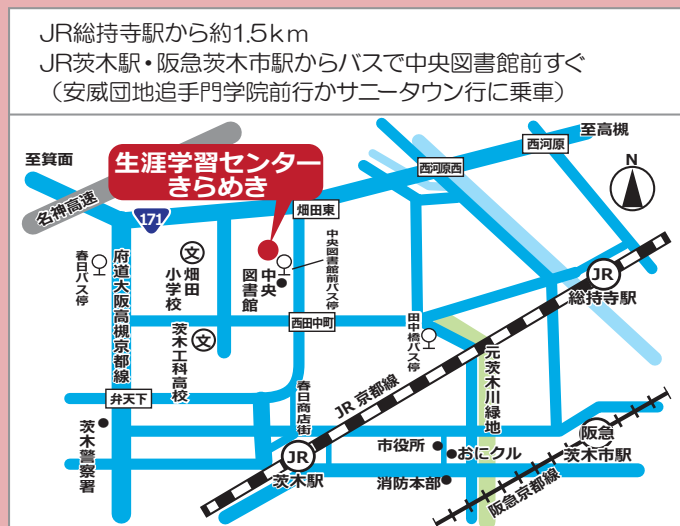 JR総持寺駅から約1.5km
JR茨木駅・阪急茨木市駅からバスで中央図書館前すぐ
（安威団地追手門学院前行かサニータウン行に乗車）
至箕面
名神高速
生涯学習センター
きらめき
171
畑田東
西河原西
西河原
至高槻
N
春日バス停
府道大阪高槻京都線
文
畑田
小学校
中央
図書館
中央図書館前バス停
JR
総持寺駅
文
茨木工科高校
西田中町
田中橋バス停
元茨木川緑地
弁天下
春日商店街
JR京都線
茨木警察署
JR
茨木駅
市役所
おにクル
消防本部
阪急
茨木市駅
阪急京都線